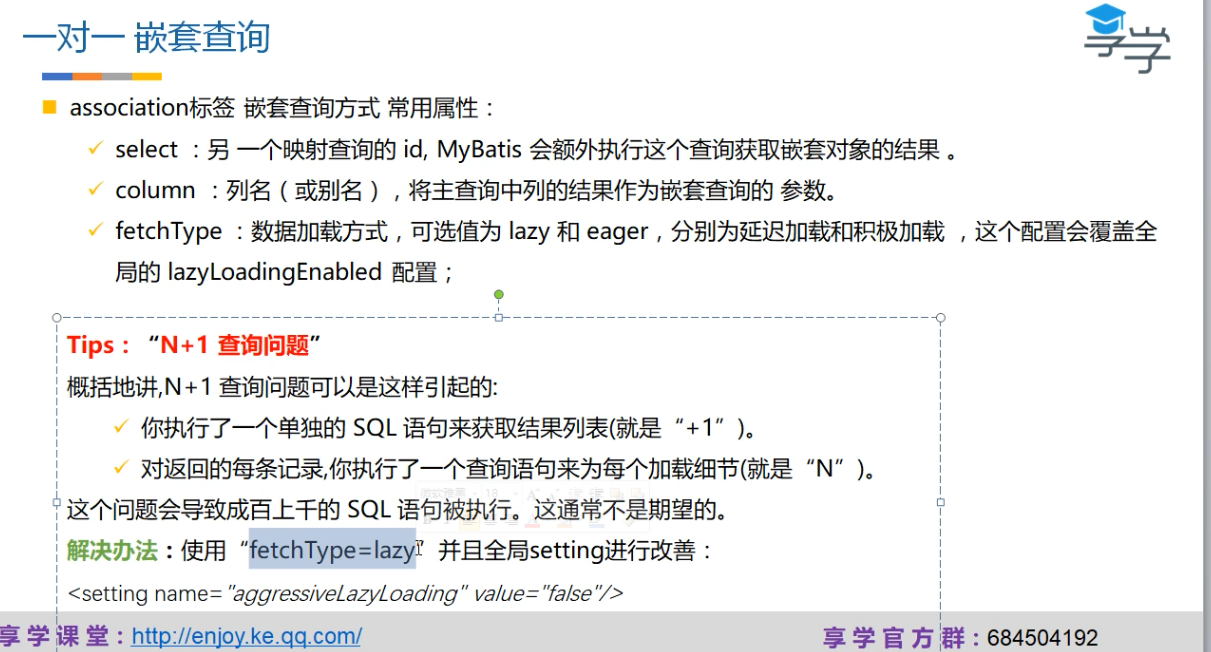 一对一 嵌套查询
享学
association标签 嵌套查询方式 常用属性：
select ：另 一个映射查询的 id, MyBatis 会额外执行这个查询获取嵌套对象的结果 。
column ：列名（或别名），将主查询中列的结果作为嵌套查询的 参数。
fetchType ：数据加载方式，可选值为 lazy 和 eager，分别为延迟加载和积极加载 ，这个配置会覆盖全
局的 lazyLoadingEnabled 配置；
Tips： “N+1 查询问题”
概括地讲,N+1 查询问题可以是这样引起的:
你执行了一个单独的 SQL 语句来获取结果列表(就是“+1”)。
对返回的每条记录,你执行了一个查询语句来为每个加载细节(就是“N”)。
这个问题会导致成百上千的 SQL 语句被执行。这通常不是期望的。
解决办法：使用“fetchType=lazy” 并且全局setting进行改善：
<setting name="aggressiveLazyLoading" value="false"/>
享学课堂：http://enjoy.ke.qq.com/
享学官方群：684504192